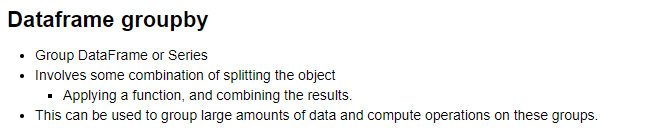 Dataframe groupby
• Group DataFrame or Series
• Involves some combination of splitting the object
▪ Applying a function, and combining the results.
• This can be used to group large amounts of data and compute operations on these groups.